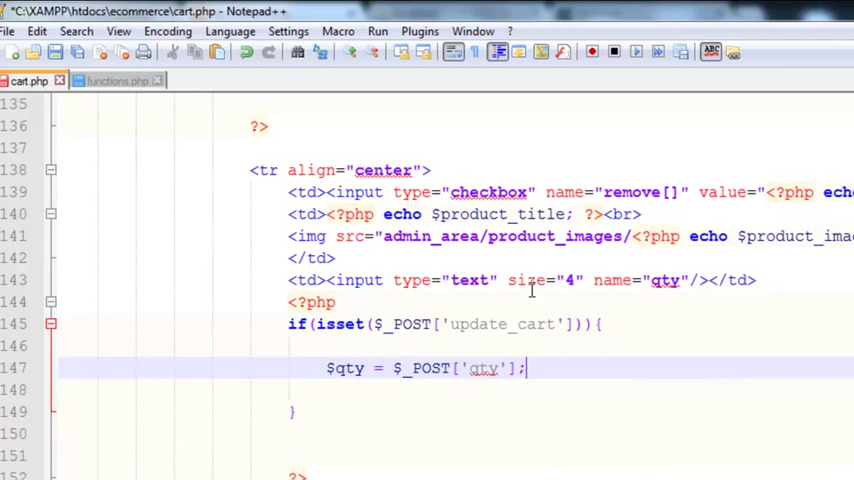 *C:\XAMPP\htdocs\ecommerce\cart.php - Notepad++
File Edit Search View Encoding Language Settings Macro Run Plugins Window ?
ABC
cart.php functions.php
135
136 ?>
137
138 <tr align="center">
139 <td><input type="checkbox" name="remove[]" value="<?php echo
140 <td><?php echo $product_title; ?><br>
141 <img src="admin_area/product_images/<?php echo $product_ima
142 </td>
143 <td><input type="text" size="4" name="qty"/></td>
144 <?php
145 if(isset($_POST['update_cart'])){
146
147 $qty = $_POST['qty'];
148
149 }
150
151
152 ?>